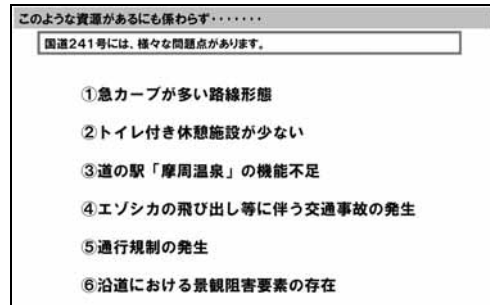 このような資源があるにも係わらず・・・・・・・
国道241号には、様々な問題点があります。
①急カーブが多い路線形態
②トイレ付き休憩施設が少ない
③道の駅「摩周温泉」の機能不足
④エゾシカの飛び出し等に伴う交通事故の発生
⑤通行規制の発生
⑥沿道における景観阻害要素の存在